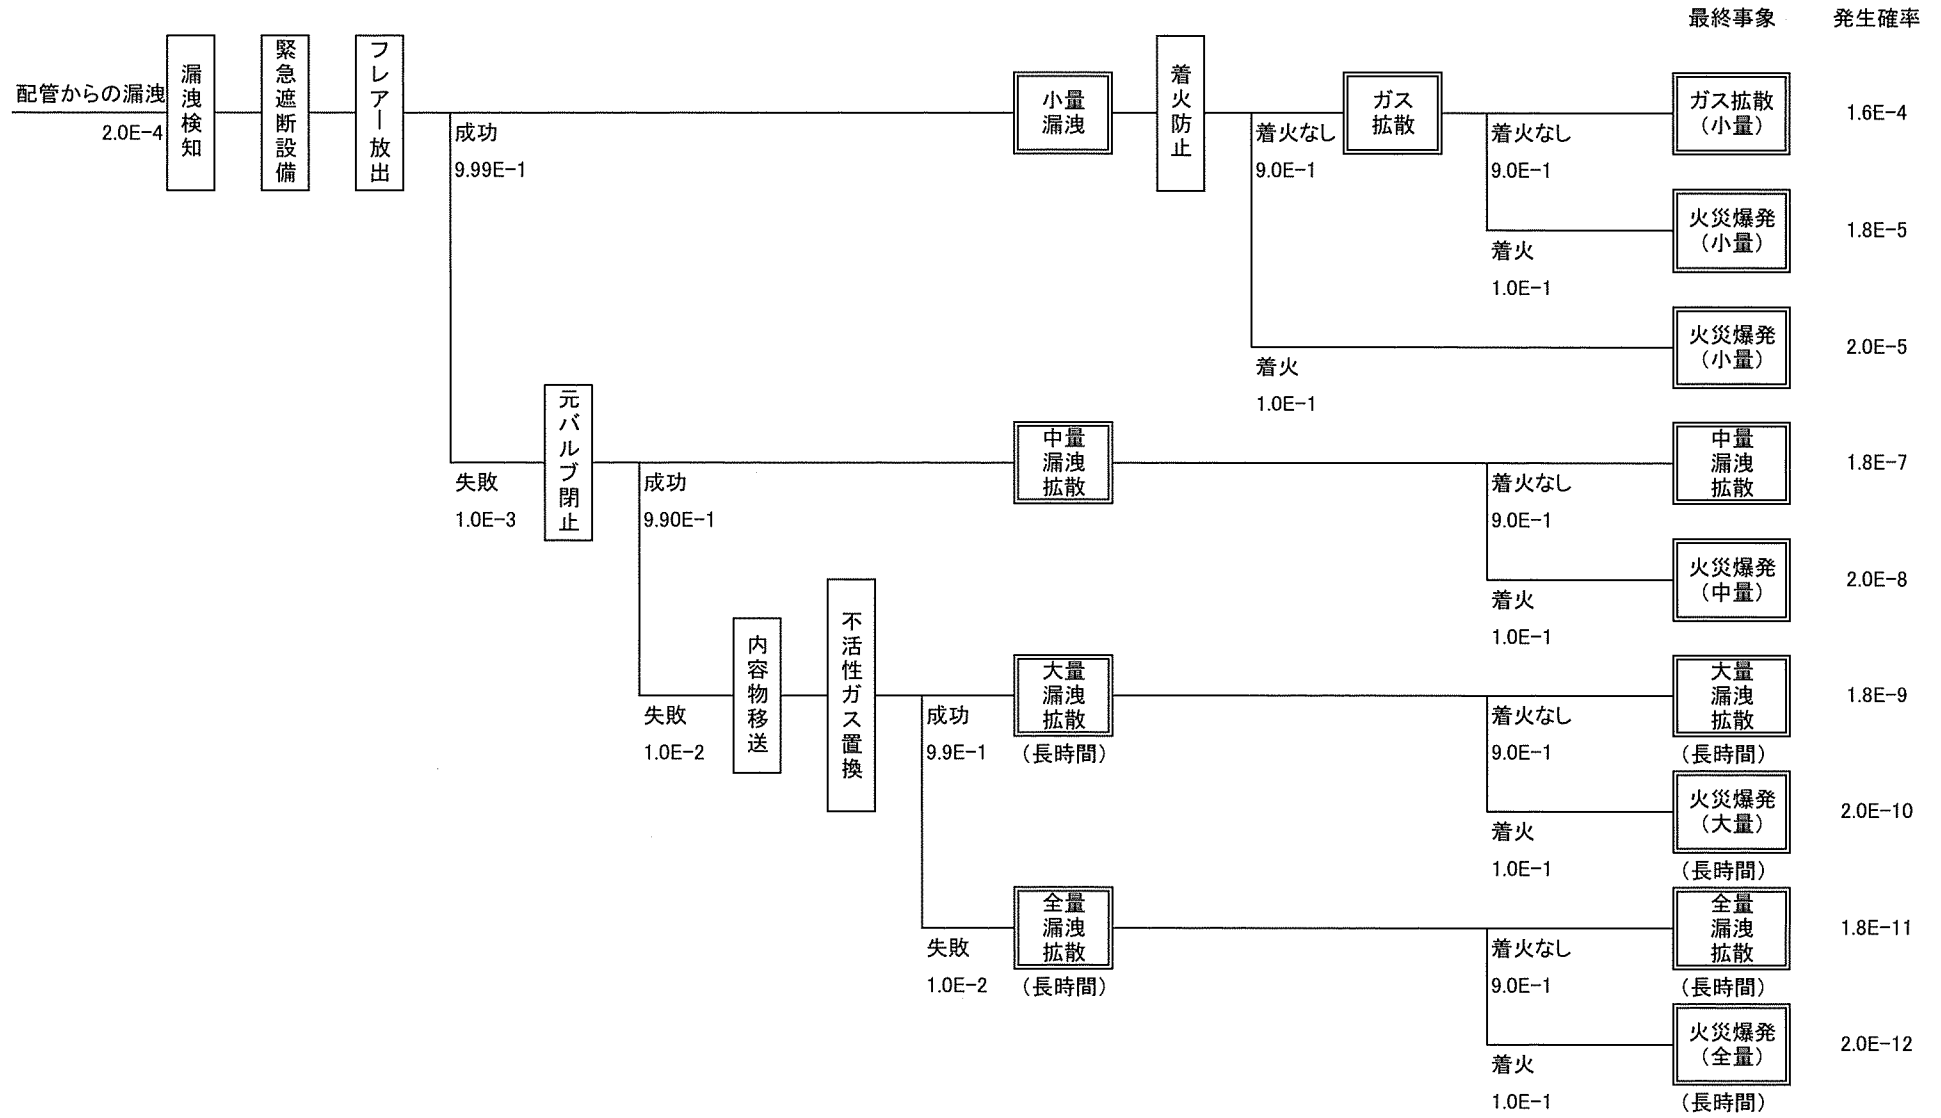 最終事象 発生確率
配管からの漏洩
2.0E-4
漏洩検知
緊急遮断設備
フレアー放出
成功
9.99E-1
小量
漏洩
着火防止
着火なし
9.0E-1
ガス
拡散
着火なし
9.0E-1
ガス拡散
（小量）
1.6E-4
着火
1.0E-1
火災爆発
（小量）
1.8E-5
着火
1.0E-1
火災爆発
（小量）
2.0E-5
失敗
1.0E-3
元バルブ閉止
成功
9.90E-1
中量
漏洩
拡散
着火なし
9.0E-1
中量
漏洩
拡散
1.8E-7
着火
1.0E-1
火災爆発
（中量）
2.0E-8
失敗
1.0E-2
内容物移送
不活性ガス置換
成功
9.9E-1
大量
漏洩
拡散
（長時間）
着火なし
9.0E-1
大量
漏洩
拡散
（長時間）
1.8E-9
着火
1.0E-1
火災爆発
（大量）
（長時間）
2.0E-10
失敗
1.0E-2
全量
漏洩
拡散
（長時間）
着火なし
9.0E-1
全量
漏洩
拡散
（長時間）
1.8E-11
着火
1.0E-1
火災爆発
（全量）
（長時間）
2.0E-12